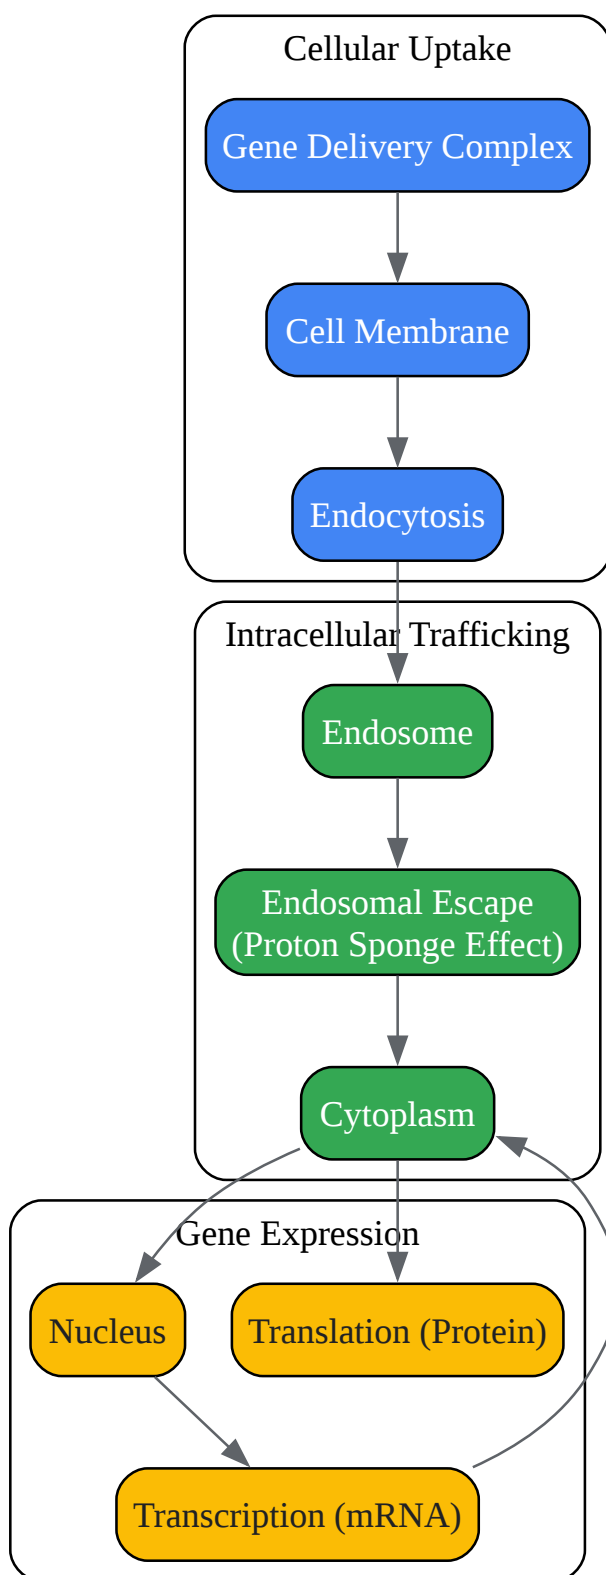 Cellular Uptake
Gene Delivery Complex
Cell Membrane
Endocytosis
Intracellular Trafficking
Endosome
Endosomal Escape
(Proton Sponge Effect)
Cytoplasm
Gene Expression
Nucleus
Translation (Protein)
Transcription (mRNA)